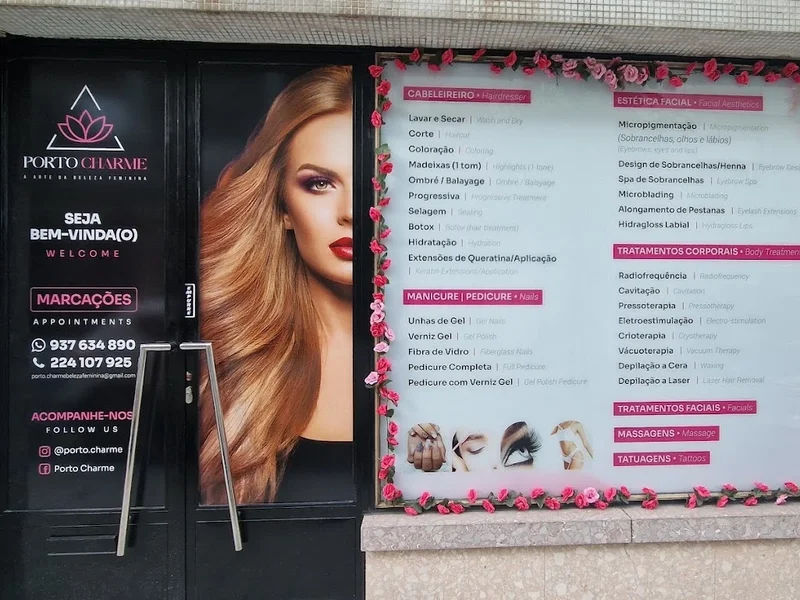 PORTO CHARME
A ARTE DA BELEZA FEMININA
SEJA
BEM-VINDA(O)
WELCOME
MARCAÇÕES
APPOINTMENTS
937 634 890
224 107 925
porto.charmebelezafeminina@gmail.com
ACOMPANHE-NOS
FOLLOW US
@porto.charme
Porto Charme
CABELEIREIRO • Hairdresser
Lavar e Secar | Wash and Dry
Corte | Haircut
Coloração | Coloring
Madeixas (1 tom) | Highlights (1 tone)
Ombré / Balayage | Ombré / Balayage
Progressiva | Progressive Treatment
Selagem | Sealing
Botox | Botox (hair treatment)
Hidratação | Hydration
Extensões de Queratina/Aplicação
| Keratin Extensions/Application
MANICURE | PEDICURE • Nails
Unhas de Gel | Gel Nails
Verniz Gel | Gel Polish
Fibra de Vidro | Fiberglass Nails
Pedicure Completa | Full Pedicure
Pedicure com Verniz Gel | Gel Polish Pedicure
ESTÉTICA FACIAL • Facial Aesthetics
Micropigmentação | Micropigmentation
(Sobrancelhas, olhos e lábios)
(Eyebrows, eyes and lips)
Design de Sobrancelhas/Henna | Eyebrow
Spa de Sobrancelhas | Eyebrow Spa
Microblading | Microblading
Alongamento de Pestanas | Eyelash Extensions
Hidragloss Labial | Hydragloss Lips
TRATAMENTOS CORPORAIS • Body Treatmen
Radiofrequência | Radiofrequency
Cavitação | Cavitation
Pressoterapia | Pressotherapy
Eletroestimulação | Electro-stimulation
Crioterapia | Cryotherapy
Vácuoterapia | Vacuum Therapy
Depilação a Cera | Waxing
Depilação a Laser | Laser Hair Removal
TRATAMENTOS FACIAIS • Facials
MASSAGENS • Massage
TATUAGENS • Tattoos